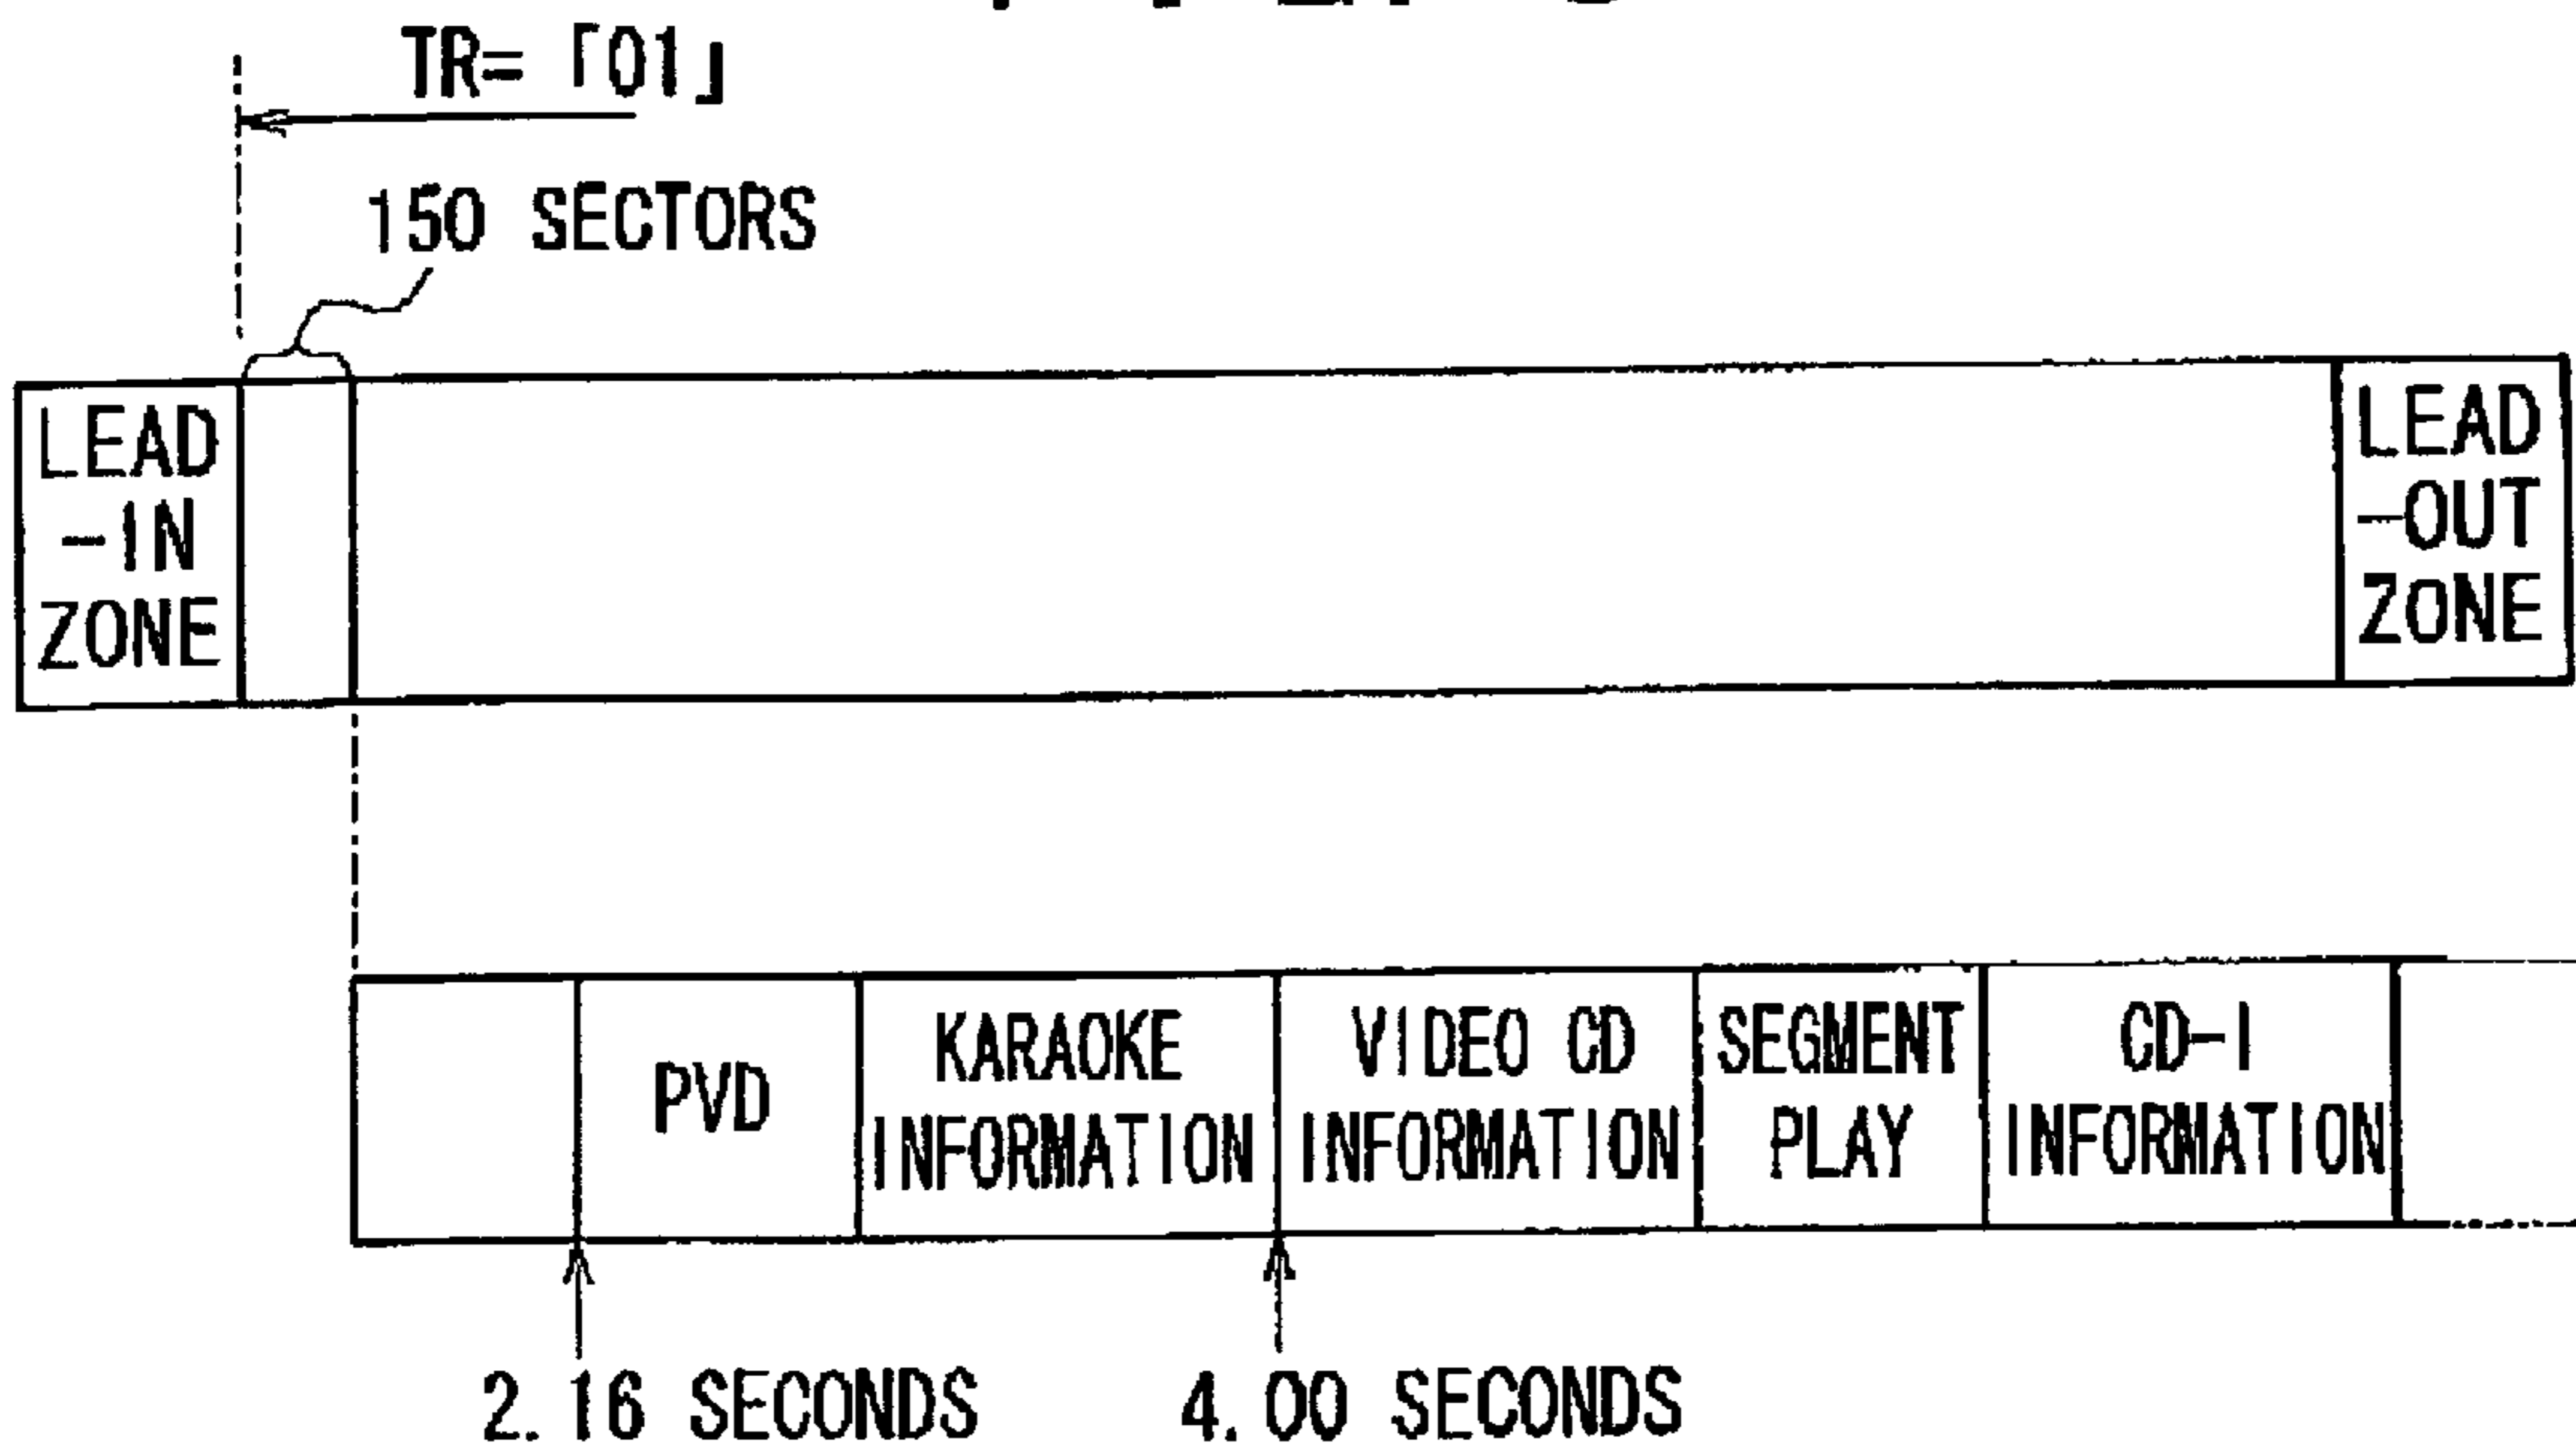 TR=「01」
150 SECTORS
LEAD
-IN
ZONE
LEAD
-OUT
ZONE
PVD
KARAOKE
INFORMATION
VIDEO CD
INFORMATION
SEGMENT
PLAY
CD-I
INFORMATION
2.16 SECONDS
4.00 SECONDS